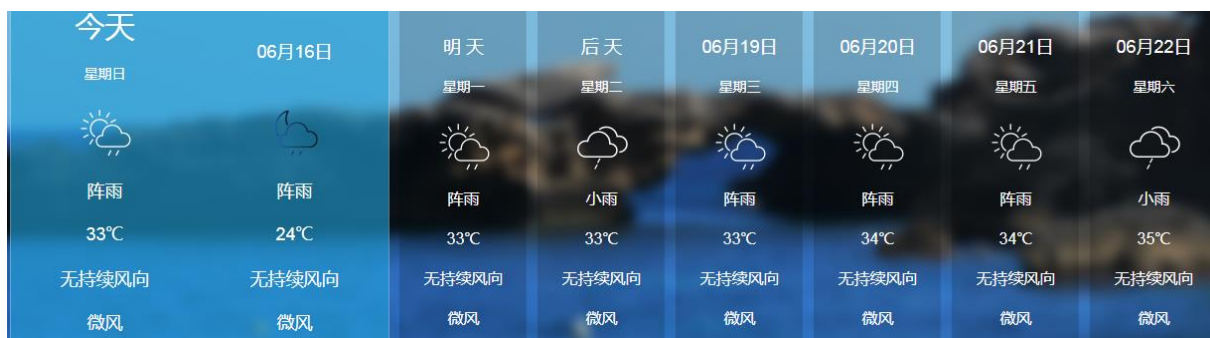 今天
星期日
阵雨
33℃
无持续风向
微风
06月16日
阵雨
24℃
无持续风向
微风
明天
星期一
阵雨
33℃
无持续风向
微风
后天
星期二
小雨
33℃
无持续风向
微风
06月19日
星期三
阵雨
33℃
无持续风向
微风
06月20日
星期四
阵雨
34℃
无持续风向
微风
06月21日
星期五
阵雨
34℃
无持续风向
微风
06月22日
星期六
小雨
35℃
无持续风向
微风